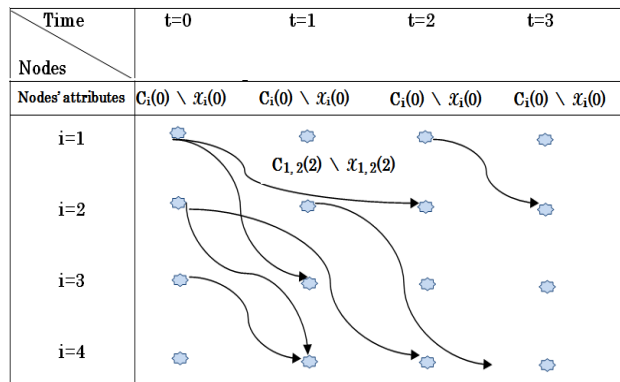 Time t=0 t=1 t=2 t=3
Nodes
Nodes' attributes Cᵢ(0) \ xᵢ(0) Cᵢ(0) \ xᵢ(0) Cᵢ(0) \ xᵢ(0) Cᵢ(0) \ xᵢ(0)
i=1
C₁,₂(2) \ x₁,₂(2)
i=2
i=3
i=4